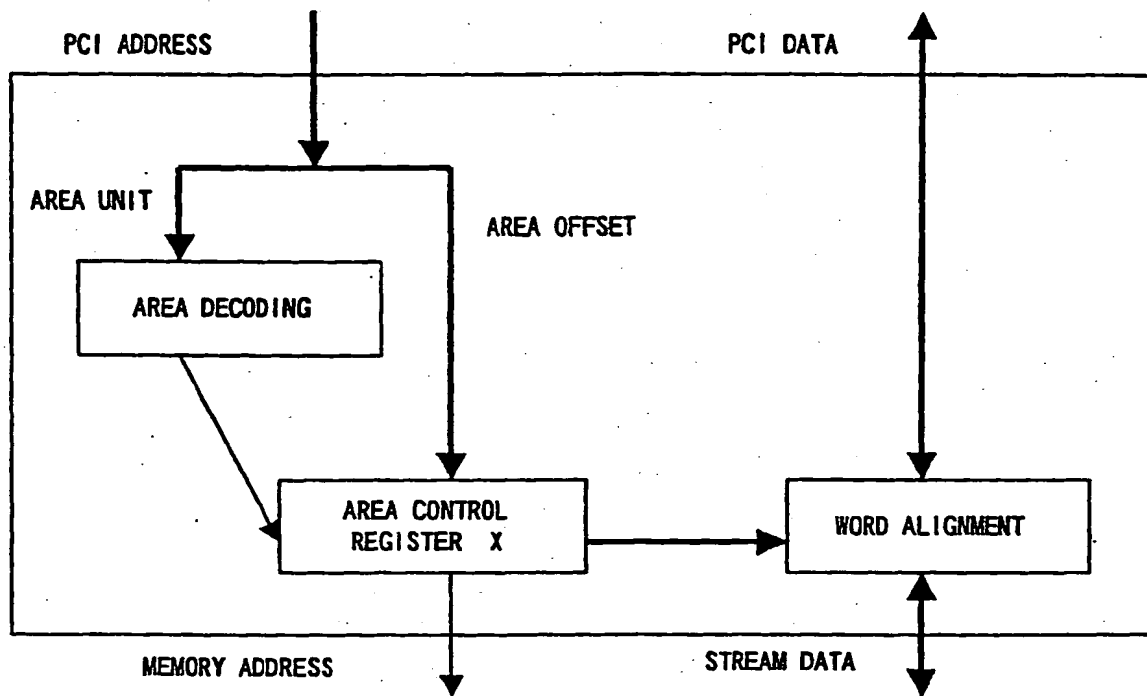 PCI ADDRESS
PCI DATA
AREA UNIT
AREA OFFSET
AREA DECODING
AREA CONTROL
REGISTER X
WORD ALIGNMENT
MEMORY ADDRESS
STREAM DATA